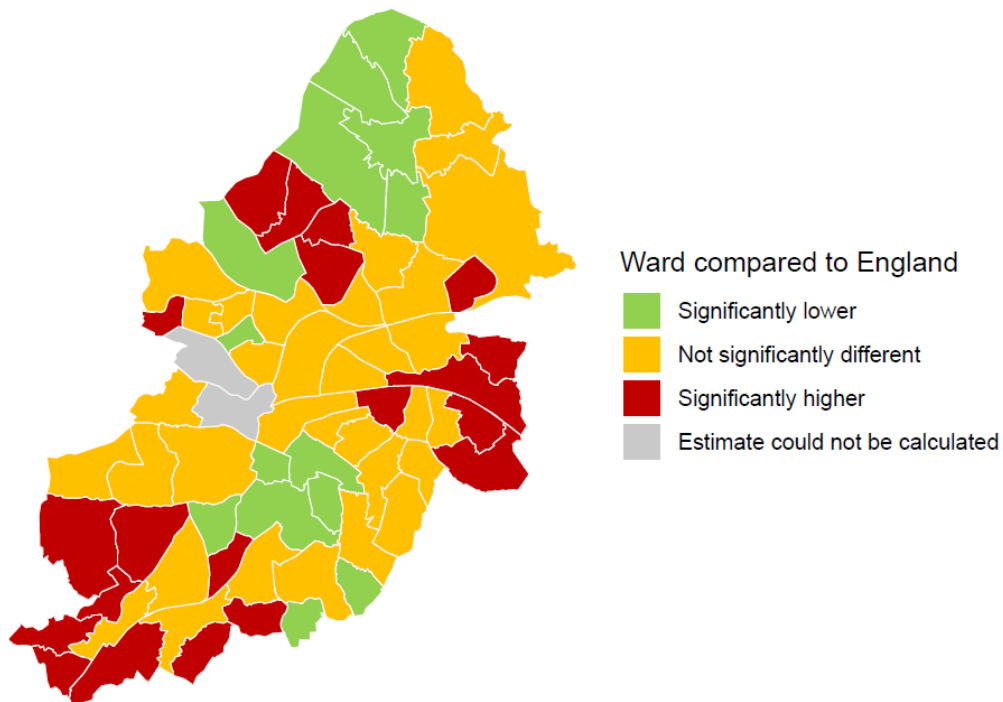 Ward compared to England
Significantly lower
Not significantly different
Significantly higher
Estimate could not be calculated